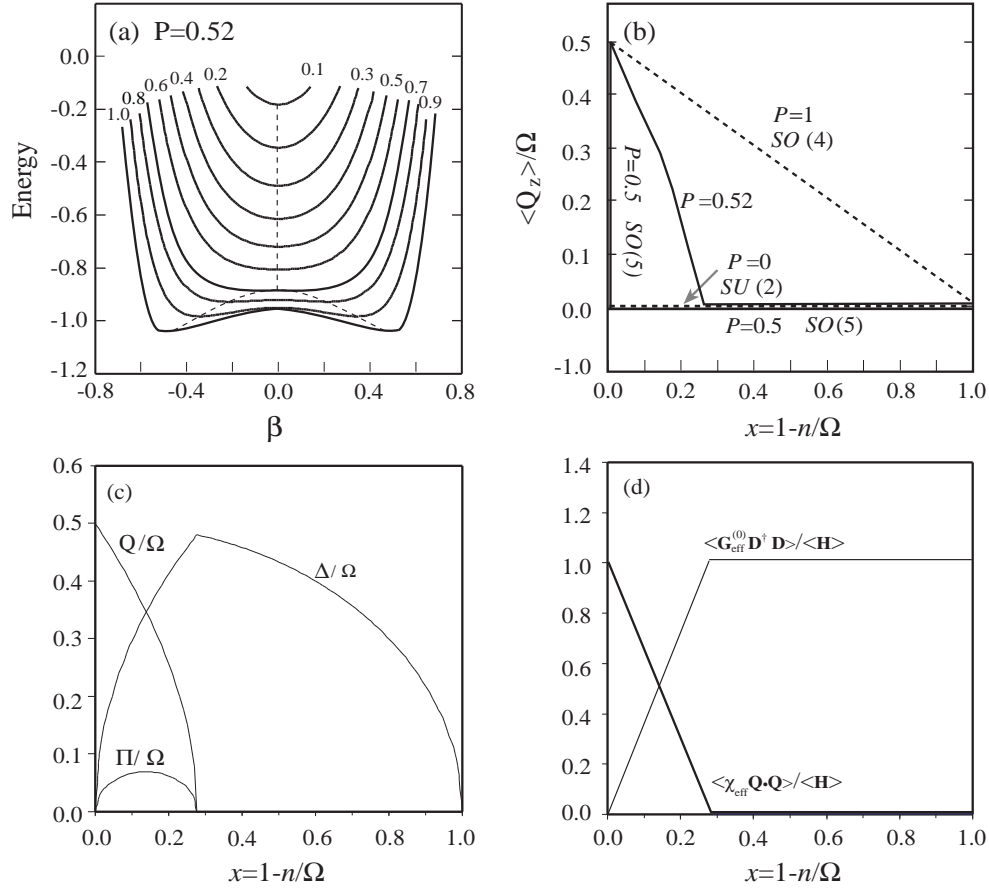 (a) P=0.52
Energy
0.0
-0.2
-0.4
-0.6
-0.8
-1.0
-1.2
1.0
0.8
0.6
0.4
0.2
0.1
0.3
0.5
0.7
0.9
-0.8
-0.4
0.0
0.4
0.8
β
(b)
<Q_z>/Ω
0.5
0.3
0.1
0.0
-1.0
P=1
SO (4)
P=0.5 SO(5)
P=0.52
P=0
SU (2)
P=0.5 SO(5)
0
0.2
0.4
0.6
0.8
1.0
x=1-n/Ω
(c)
0.6
0.5
0.4
0.3
0.2
0.1
0.0
Q/Ω
Δ/Ω
Π/Ω
0.0
0.2
0.4
0.6
0.8
1.0
x=1-n/Ω
(d)
1.4
1.2
1.0
0.8
0.6
0.4
0.2
0.0
<G_eff^(0) D† D>/<H>
<χ_eff Q•Q>/<H>
0.0
0.2
0.4
0.6
0.8
1.0
x=1-n/Ω